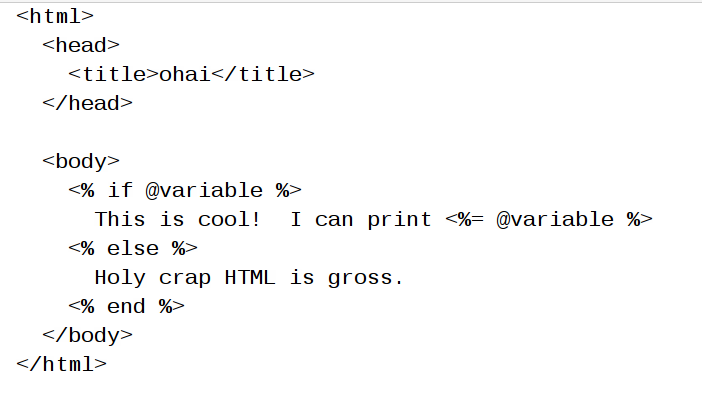 <html>
  <head>
    <title>ohai</title>
  </head>

  <body>
    <% if @variable %>
      This is cool!  I can print <%= @variable %>
    <% else %>
      Holy crap HTML is gross.
    <% end %>
  </body>
</html>